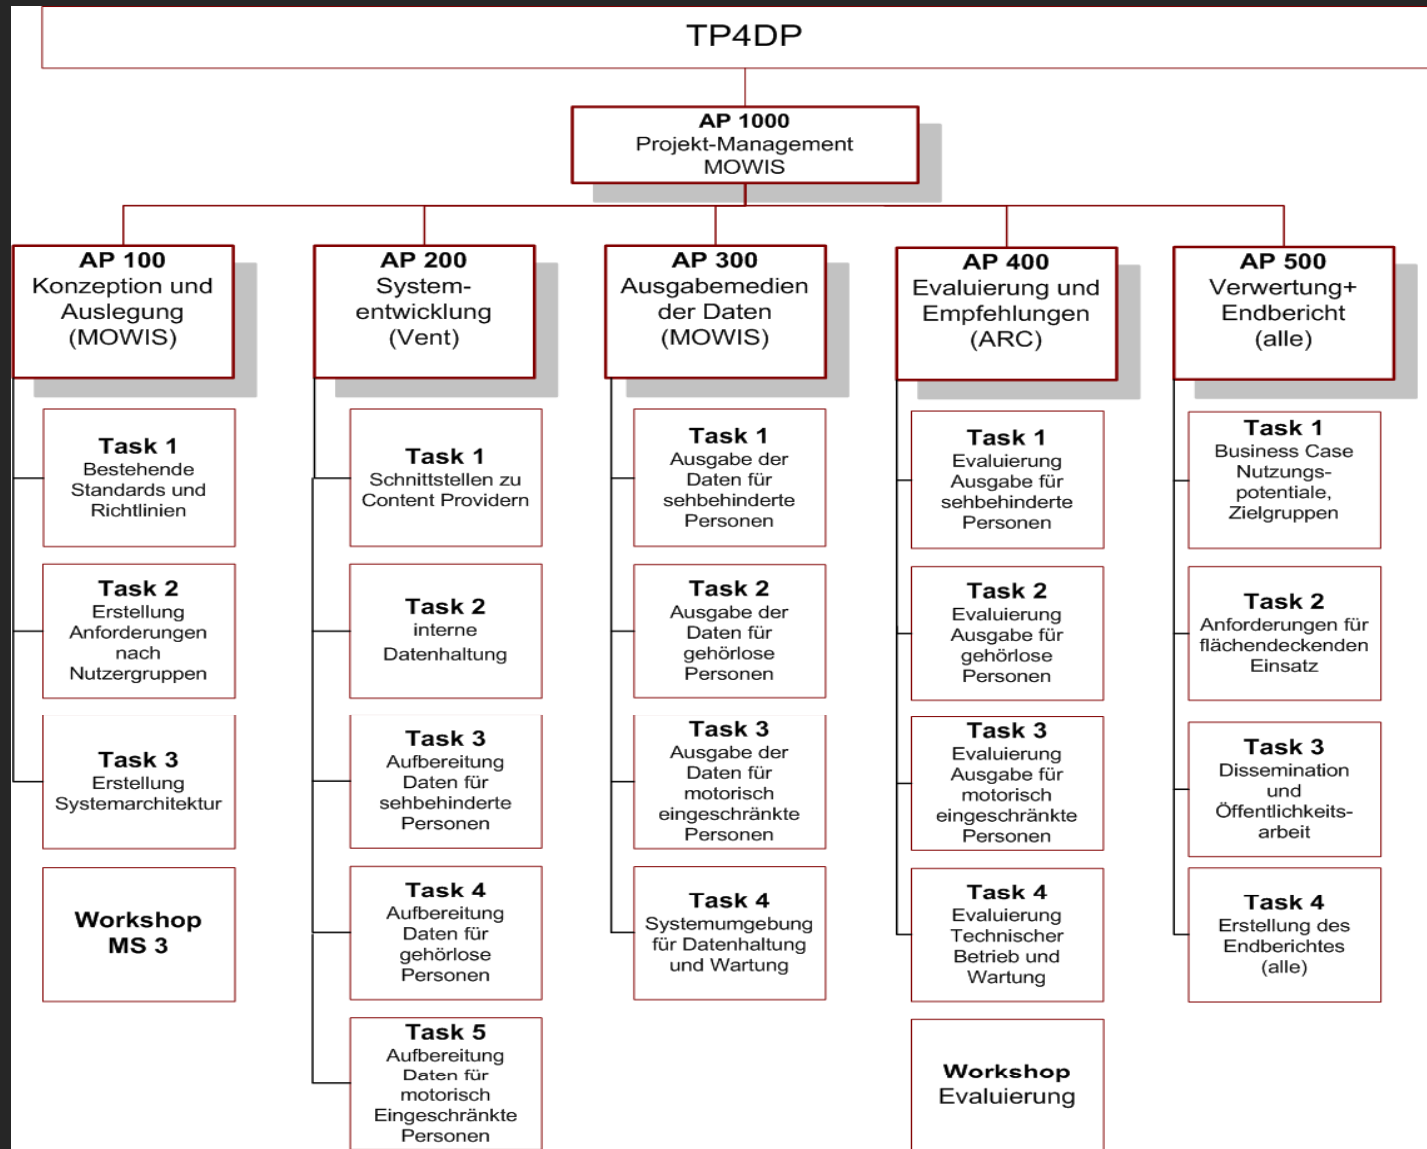 TP4DP
AP 1000
Projekt-Management
MOWIS
AP 100
Konzeption und
Auslegung
(MOWIS)
AP 200
System-
entwicklung
(Vent)
AP 300
Ausgabemedien
der Daten
(MOWIS)
AP 400
Evaluierung und
Empfehlungen
(ARC)
AP 500
Verwertung+
Endbericht
(alle)
Task 1
Bestehende
Standards und
Richtlinien
Task 2
Erstellung
Anforderungen
nach
Nutzergruppen
Task 3
Erstellung
Systemarchitektur
Workshop
MS 3
Task 1
Schnittstellen zu
Content Providern
Task 2
interne
Datenhaltung
Task 3
Aufbereitung
Daten für
sehbehinderte
Personen
Task 4
Aufbereitung
Daten für
gehörlose
Personen
Task 5
Aufbereitung
Daten für
motorisch
Eingeschränkte
Personen
Task 1
Ausgabe der
Daten für
sehbehinderte
Personen
Task 2
Ausgabe der
Daten für
gehörlose
Personen
Task 3
Ausgabe der
Daten für
motorisch
eingeschränkte
Personen
Task 4
Systemumgebung
für Datenhaltung
und Wartung
Task 1
Evaluierung
Ausgabe für
sehbehinderte
Personen
Task 2
Evaluierung
Ausgabe für
gehörlose
Personen
Task 3
Evaluierung
Ausgabe für
motorisch
eingeschränkte
Personen
Task 4
Evaluierung
Technischer
Betrieb und
Wartung
Workshop
Evaluierung
Task 1
Business Case
Nutzungs-
potentiale,
Zielgruppen
Task 2
Anforderungen für
flächendeckenden
Einsatz
Task 3
Dissemination
und
Öffentlichkeits-
arbeit
Task 4
Erstellung des
Endberichtes
(alle)